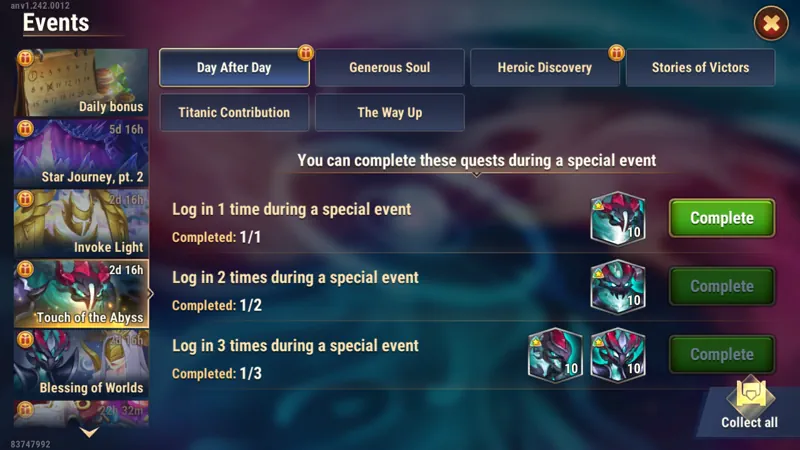 anv1.242.0012
Events
Daily bonus
5d 16h
Star Journey, pt. 2
2d 16h
Invoke Light
2d 16h
Touch of the Abyss
2d 16h
Blessing of Worlds
22h 32m
83747992
Day After Day
Generous Soul
Heroic Discovery
Stories of Victors
Titanic Contribution
The Way Up
You can complete these quests during a special event
Log in 1 time during a special event
Completed: 1/1
10
Complete
Log in 2 times during a special event
Completed: 1/2
10
Complete
Log in 3 times during a special event
Completed: 1/3
10
10
Complete
Collect all